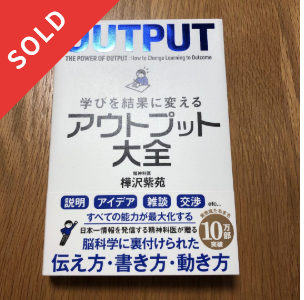 SOLD
OUTPUT
THE POWER OF OUTPUT : How to Change Learning to Outcome
学びを結果に変える
アウトプット
大全
精神科医
樺沢紫苑
説明 アイデア 雑談 交渉 etc...
すべての能力が最大化する
日本一情報を発信する精神科医が贈る
10万部
突破
脳科学に裏付けられた
伝え方・書き方・動き方